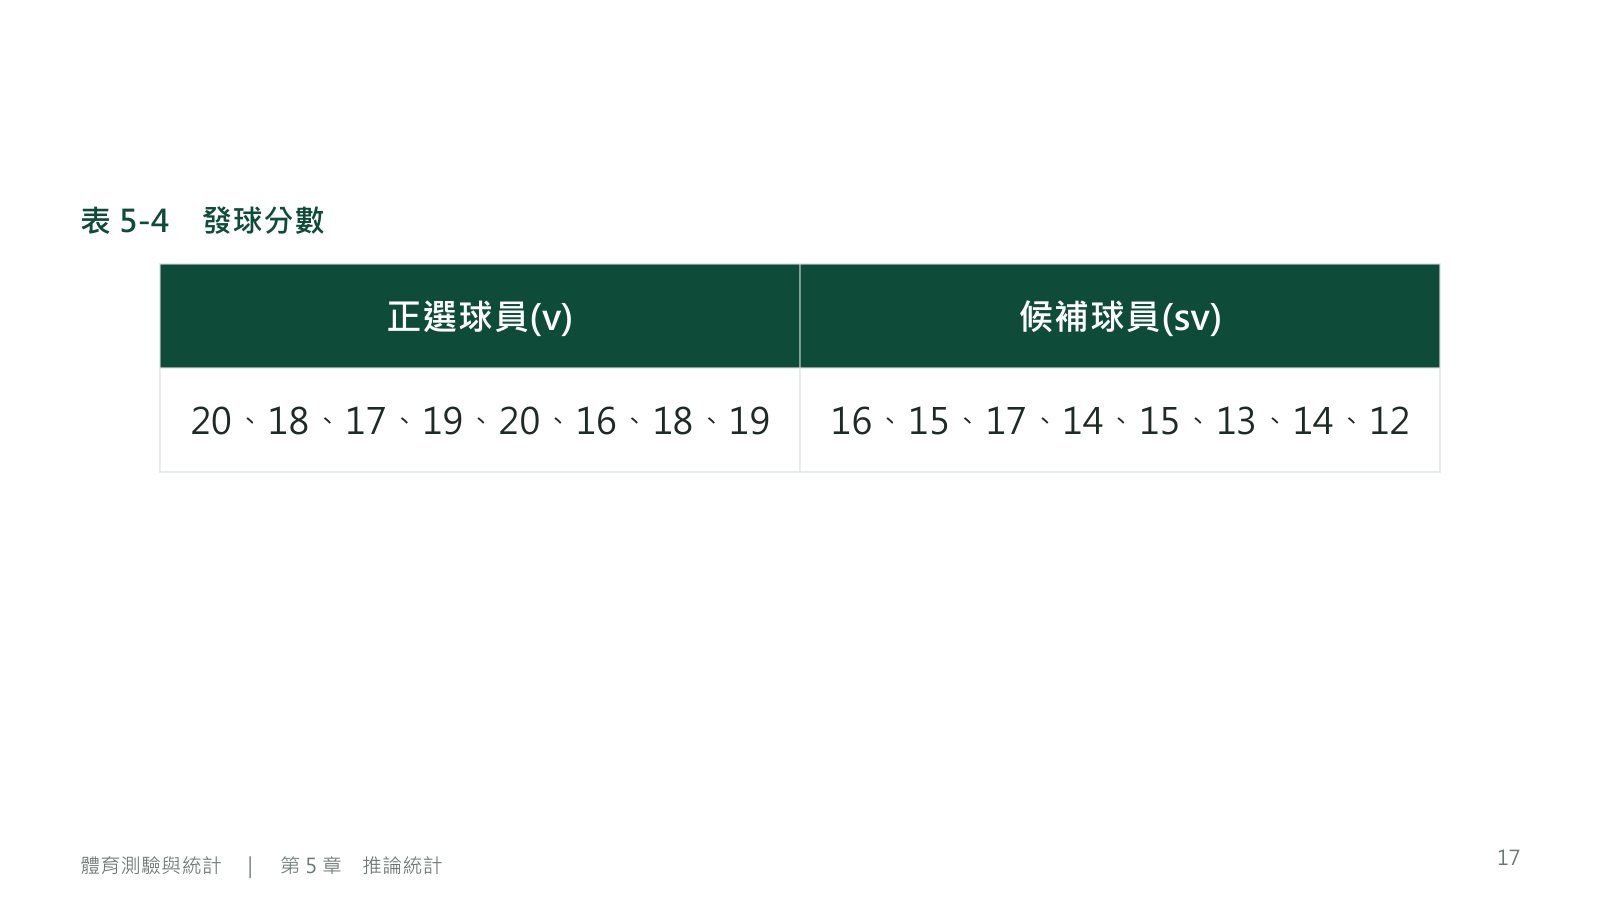 表 5-4　發球分數
正選球員(v)
候補球員(sv)
20、18、17、19、20、16、18、19
16、15、17、14、15、13、14、12
體育測驗與統計　|　第 5 章　推論統計
17